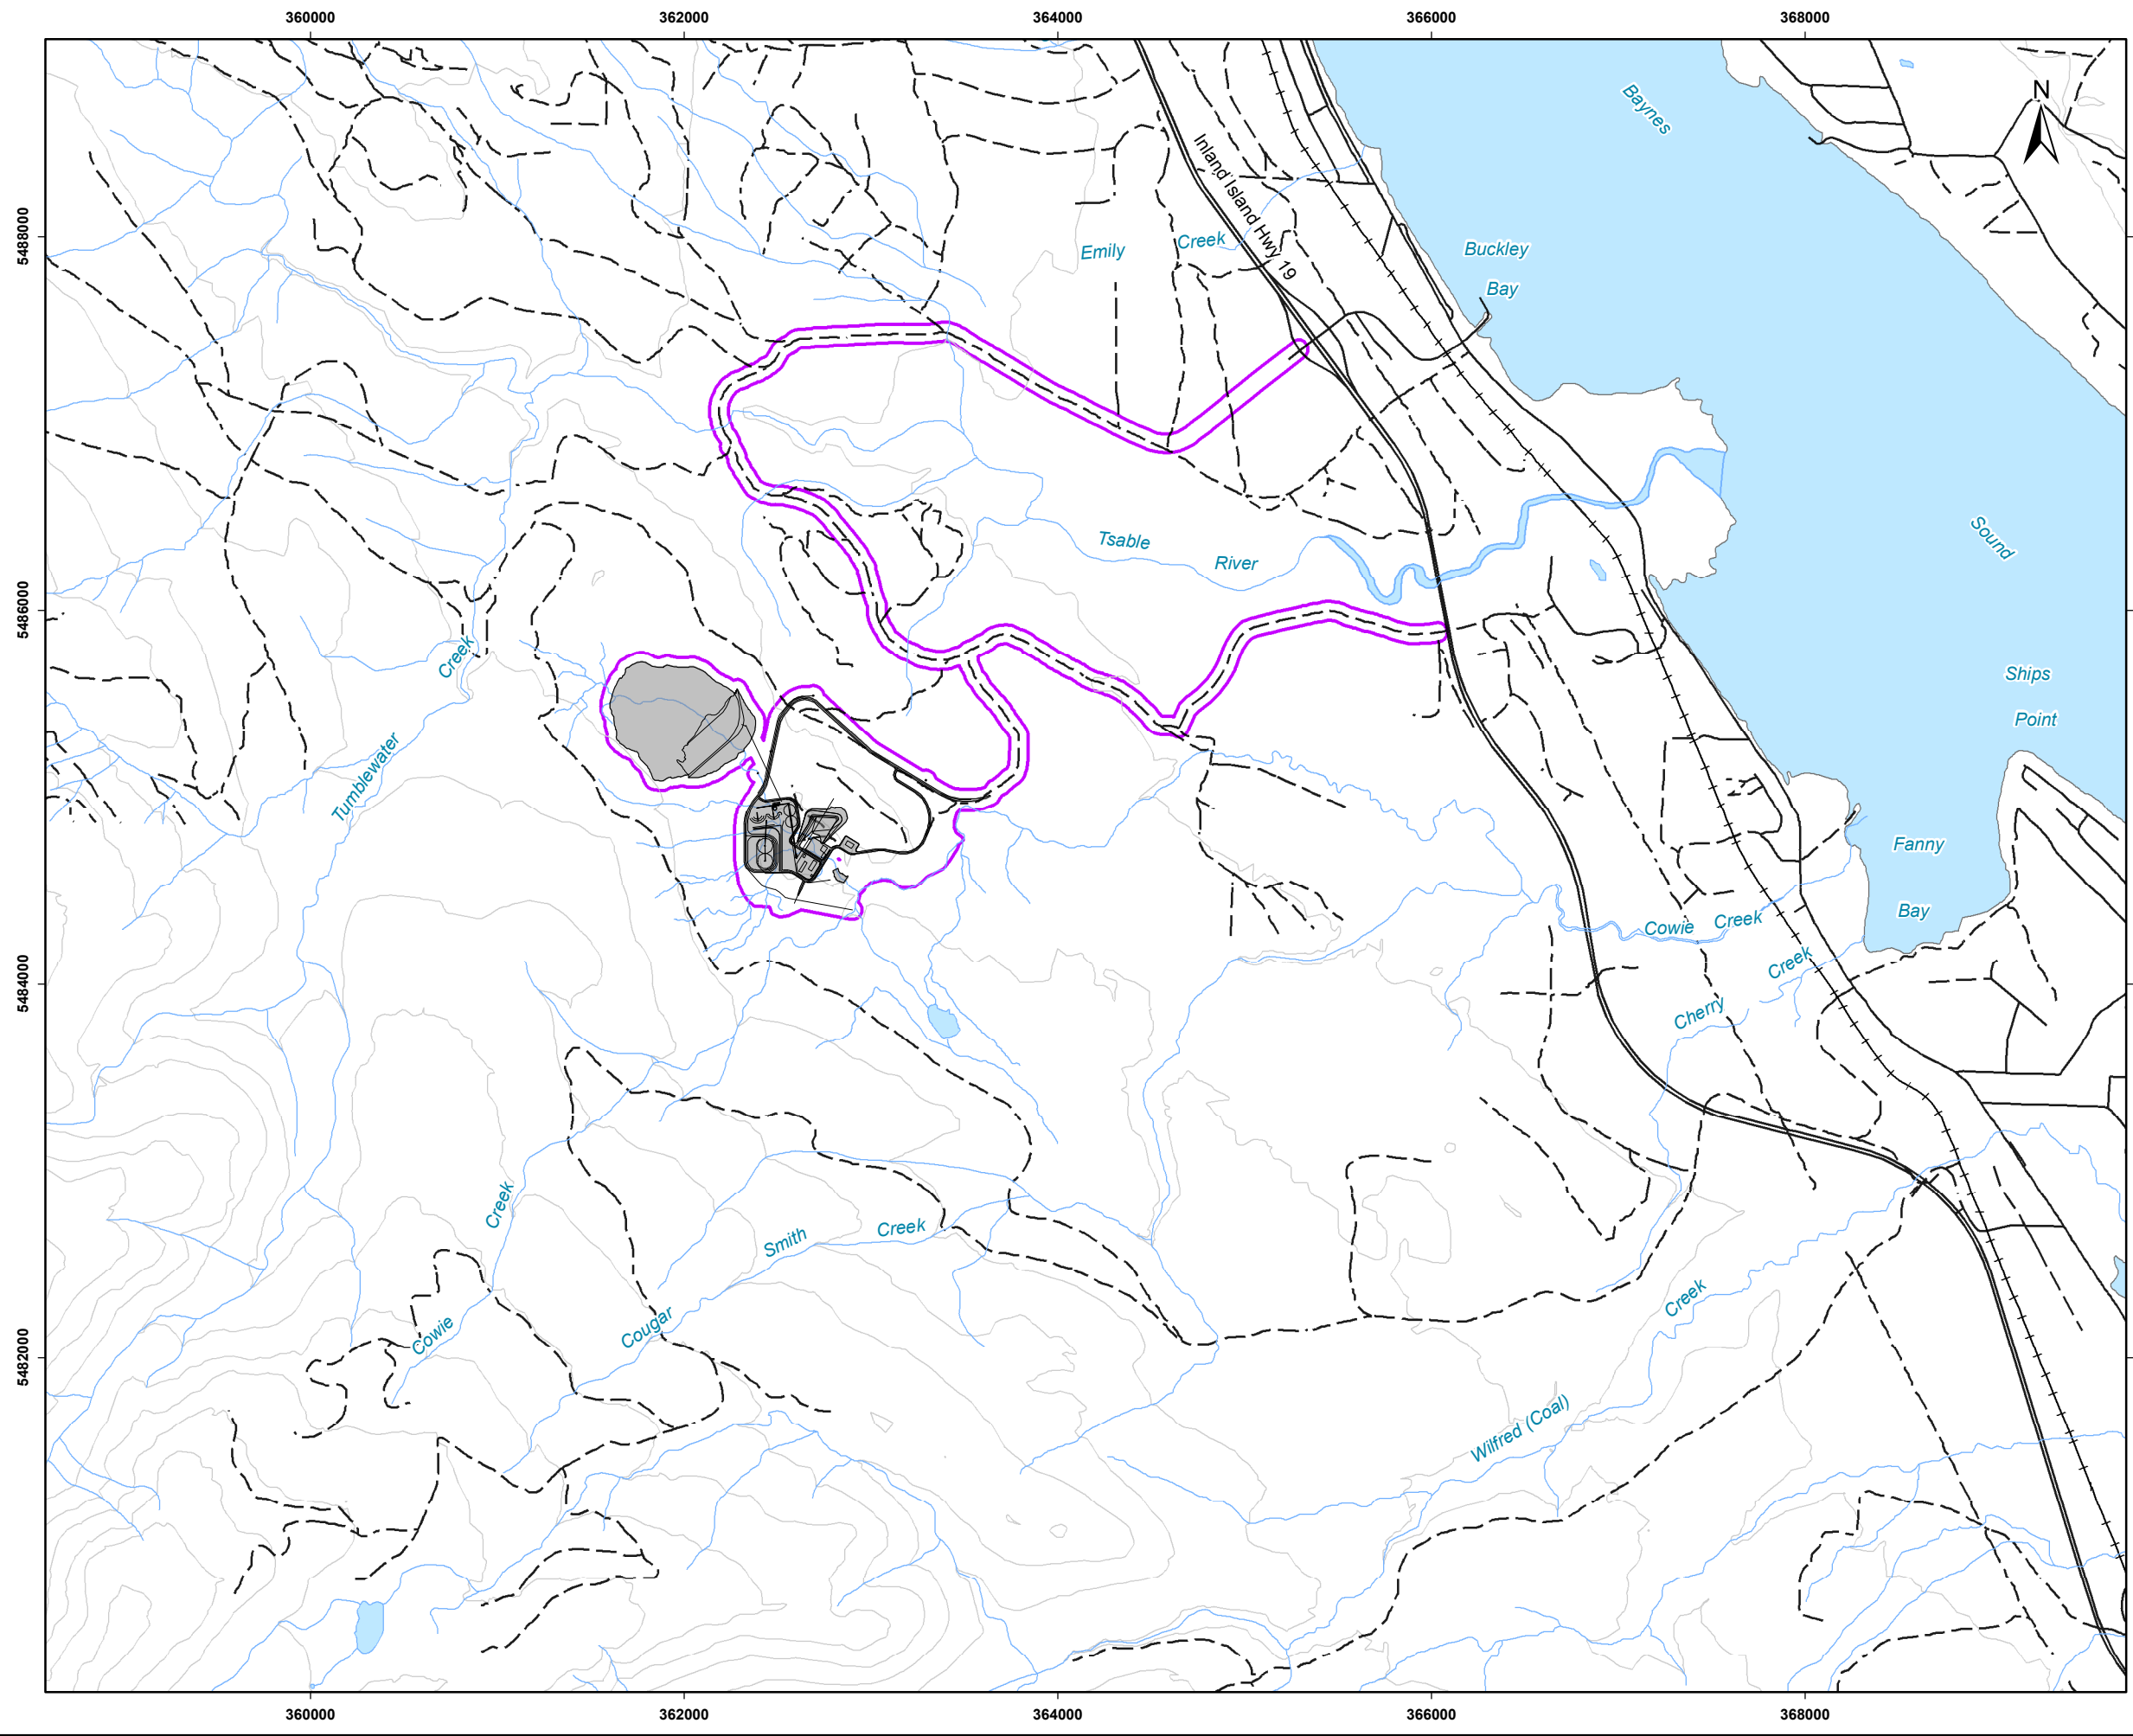 360000 362000 364000 366000 368000
N
Baynes
Inland Island Hwy 19
5488000
Emily Creek
Buckley
Bay
Tsable
River
Sound
5486000
Creek
Tumblewater
Ships
Point
Fanny
Bay
Cowie Creek
Creek
Cherry
5484000
Creek
Cowie
Smith Creek
Cougar
Creek
Wilfred (Coal)
5482000
360000 362000 364000 366000 368000